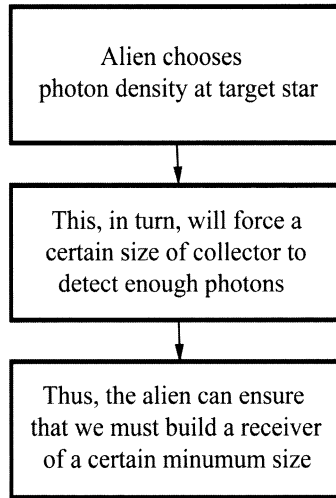 Alien chooses
photon density at target star
This, in turn, will force a
certain size of collector to
detect enough photons
Thus, the alien can ensure
that we must build a receiver
of a certain minumum size